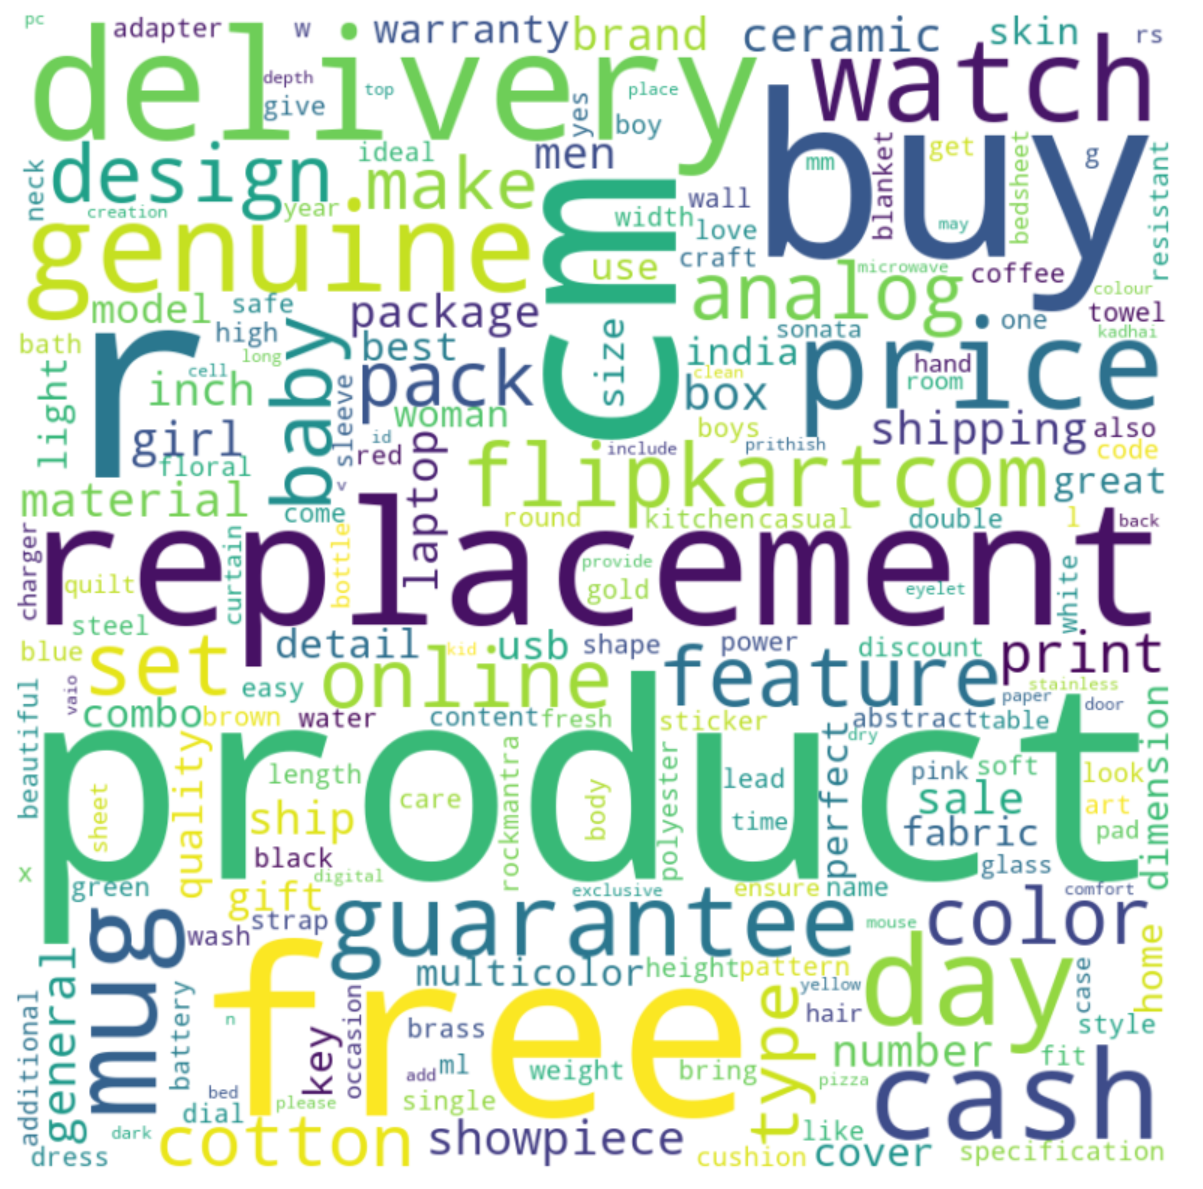 pc adapter w warranty brand ceramic skin rs
delivery depth give top place yes boy watch
buy mm blanket get g bedsheet resistant may
neck design ideal make men creation year
genuine cm width wall love craft use
microwave coffee analog colour towel kadhai
model safe high package best size sonata one
bath r cell long baby pack india price
light inch sleeve woman box clean hand room
girl floral id red laptop boys prithish shipping also code
< include flipkartcom great
material come round kitchen casual double l back
charger replacement provide gold eyelet white
quilt curtain bottle steel
blue set detail kid usb shape power discount print
online feature stainless
beautiful vaio easy combo brown water content fresh sticker abstract table paper door
product dry perfect dimension
quality length rockmantra polyester lead pink soft look
sheet ship care body time sale art
black fabric pad
x green digital exclusive ensure name glass comfort
gift strap guarantee mouse color
mug wash multicolor height pattern yellow day case home
general additional battery n free key occasion brass ml weight bring type hair number style
bed add single pizza fit
dial please cash
dark cotton showpiece like
dress cushion cover specification